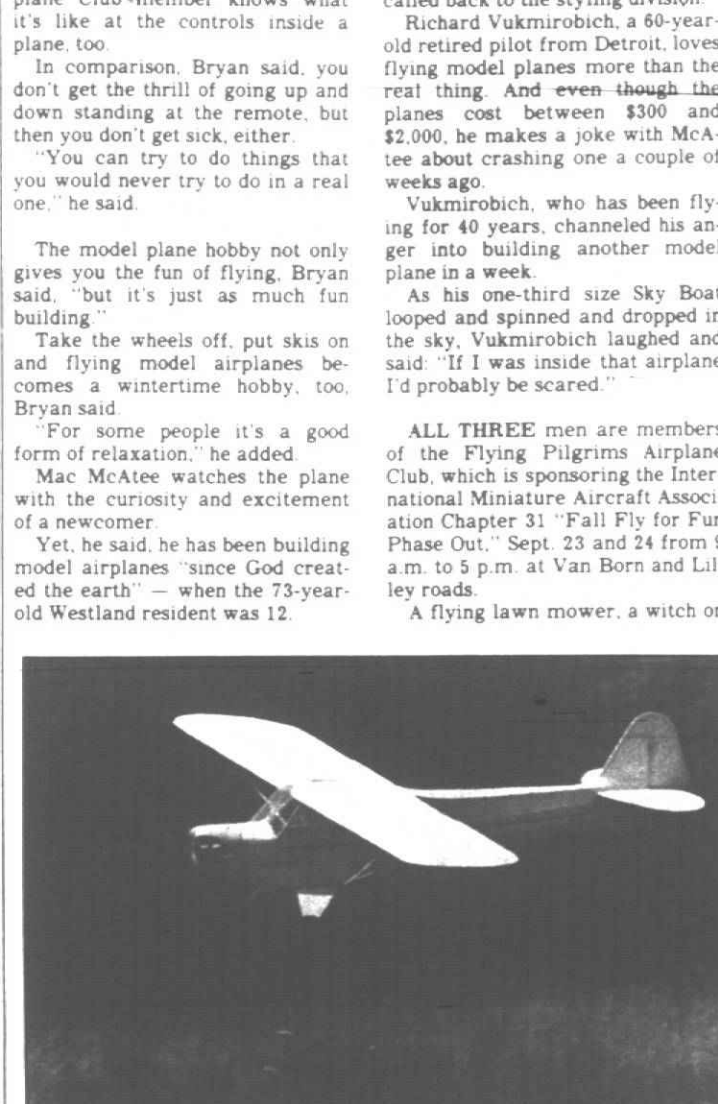 plane Club member knows what
it's like at the controls inside a
plane, too.
In comparison, Bryan said, you
don't get the thrill of going up and
down standing at the remote, but
then you don't get sick, either.
"You can try to do things that
you would never try to do in a real
one," he said.
The model plane hobby not only
gives you the fun of flying, Bryan
said, "but it's just as much fun
building."
Take the wheels off, put skis on
and flying model airplanes be-
comes a wintertime hobby, too,
Bryan said.
"For some people it's a good
form of relaxation," he added.
Mac McAtee watches the plane
with the curiosity and excitement
of a newcomer.
Yet, he said, he has been building
model airplanes "since God creat-
ed the earth" — when the 73-year-
old Westland resident was 12.
called back to the styling division.
Richard Vukmirobich, a 60-year-
old retired pilot from Detroit, loves
flying model planes more than the
real thing. And even though the
planes cost between $300 and
$2,000, he makes a joke with McA-
tee about crashing one a couple of
weeks ago.
Vukmirobich, who has been fly-
ing for 40 years, channeled his an-
ger into building another model
plane in a week.
As his one-third size Sky Boat
looped and spinned and dropped in
the sky, Vukmirobich laughed and
said: "If I was inside that airplane
I'd probably be scared."
ALL THREE men are members
of the Flying Pilgrims Airplane
Club, which is sponsoring the Inter-
national Miniature Aircraft Associ-
ation Chapter 31 "Fall Fly for Fun
Phase Out," Sept. 23 and 24 from 9
a.m. to 5 p.m. at Van Born and Lil-
ley roads.
A flying lawn mower, a witch on